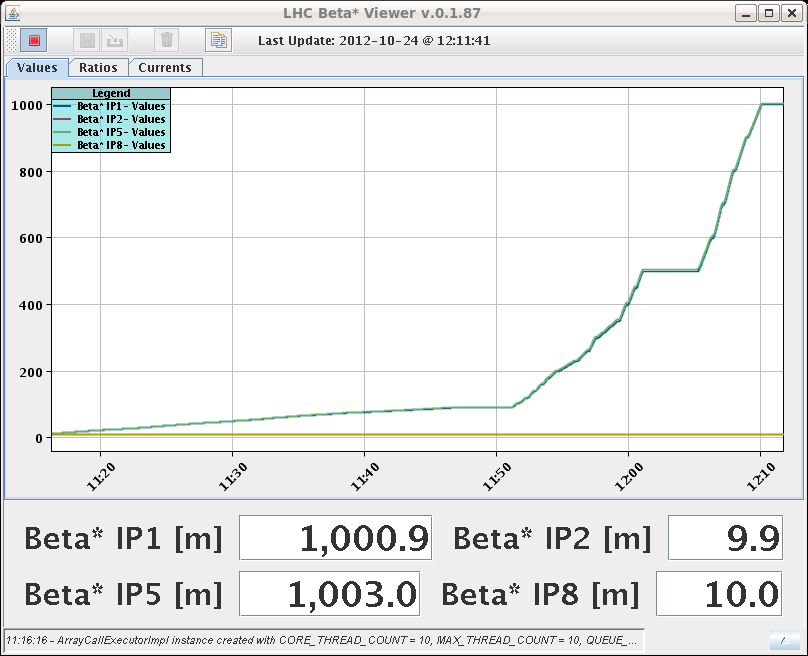 LHC Beta* Viewer v.0.1.87
Last Update: 2012-10-24 @ 12:11:41
Values Ratios Currents
Legend
Beta* IP1 - Values
Beta* IP2 - Values
Beta* IP5 - Values
Beta* IP8 - Values
1000
800
600
400
200
0
11:20 11:30 11:40 11:50 12:00 12:10
Beta* IP1 [m] 1,000.9 Beta* IP2 [m] 9.9
Beta* IP5 [m] 1,003.0 Beta* IP8 [m] 10.0
11:16:16 - ArrayCallExecutorImpl instance created with CORE_THREAD_COUNT = 10, MAX_THREAD_COUNT = 10, QUEUE_...